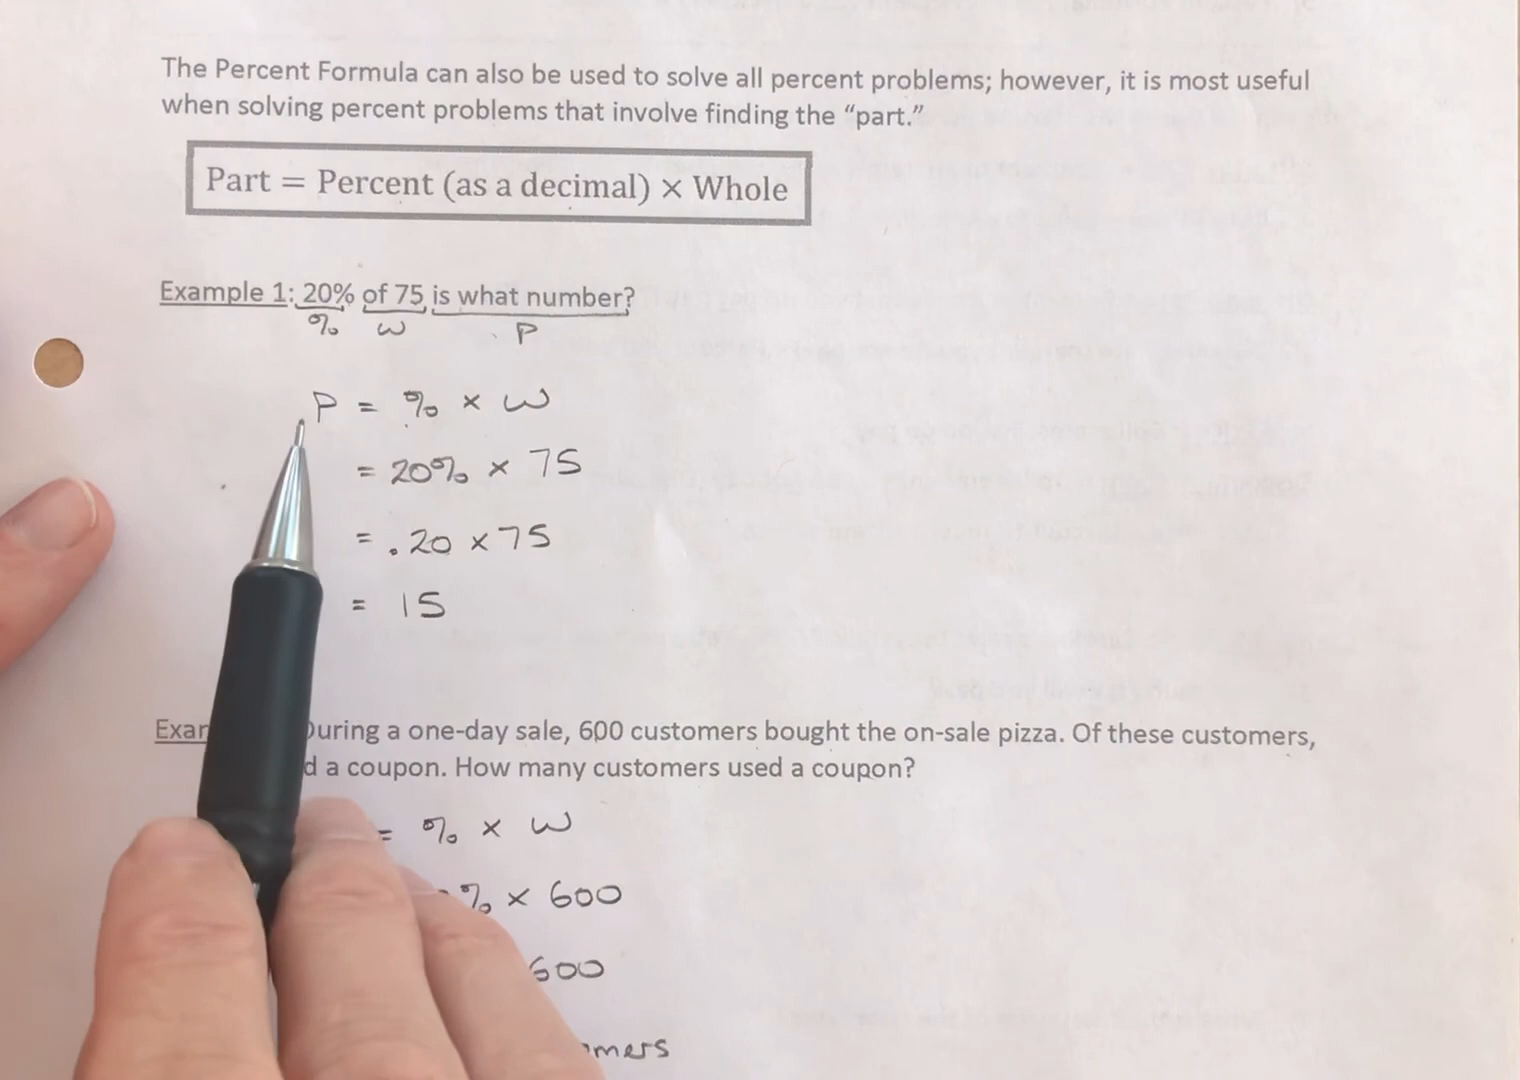 The Percent Formula can also be used to solve all percent problems; however, it is most useful
when solving percent problems that involve finding the “part.”
Part = Percent (as a decimal) × Whole
Example 1: 20% of 75 is what number?
% W P
P = % × W
= 20% × 75
= .20 × 75
= 15
During a one-day sale, 600 customers bought the on-sale pizza. Of these customers,
a coupon. How many customers used a coupon?
= % × W
% × 600
600